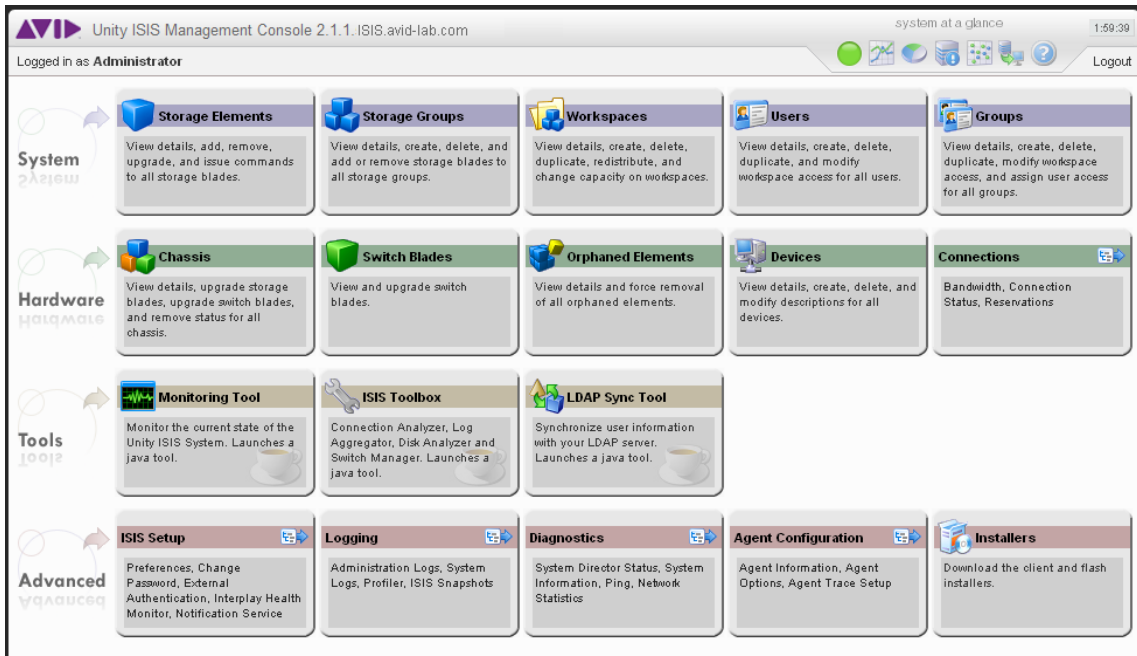 AVID Unity ISIS Management Console 2.1.1. ISIS.avid-lab.com
system at a glance
1:59:39
Logged in as Administrator
Logout
System
Storage Elements
View details, add, remove,
upgrade, and issue commands
to all storage blades.
Storage Groups
View details, create, delete, and
add or remove storage blades to
all storage groups.
Workspaces
View details, create, delete,
duplicate, redistribute, and
change capacity on workspaces.
Users
View details, create, delete,
duplicate, and modify
workspace access for all users.
Groups
View details, create, delete,
duplicate, modify workspace
access, and assign user access
for all groups.
Hardware
Chassis
View details, upgrade storage
blades, upgrade switch blades,
and remove status for all
chassis.
Switch Blades
View and upgrade switch
blades.
Orphaned Elements
View details and force removal
of all orphaned elements.
Devices
View details, create, delete, and
modify descriptions for all
devices.
Connections
Bandwidth, Connection
Status, Reservations
Tools
Monitoring Tool
Monitor the current state of the
Unity ISIS System. Launches a
java tool.
ISIS Toolbox
Connection Analyzer, Log
Aggregator, Disk Analyzer and
Switch Manager. Launches a
java tool.
LDAP Sync Tool
Synchronize user information
with your LDAP server.
Launches a java tool.
Advanced
ISIS Setup
Preferences, Change
Password, External
Authentication, Interplay Health
Monitor, Notification Service
Logging
Administration Logs, System
Logs, Profiler, ISIS Snapshots
Diagnostics
System Director Status, System
Information, Ping, Network
Statistics
Agent Configuration
Agent Information, Agent
Options, Agent Trace Setup
Installers
Download the client and flash
installers.